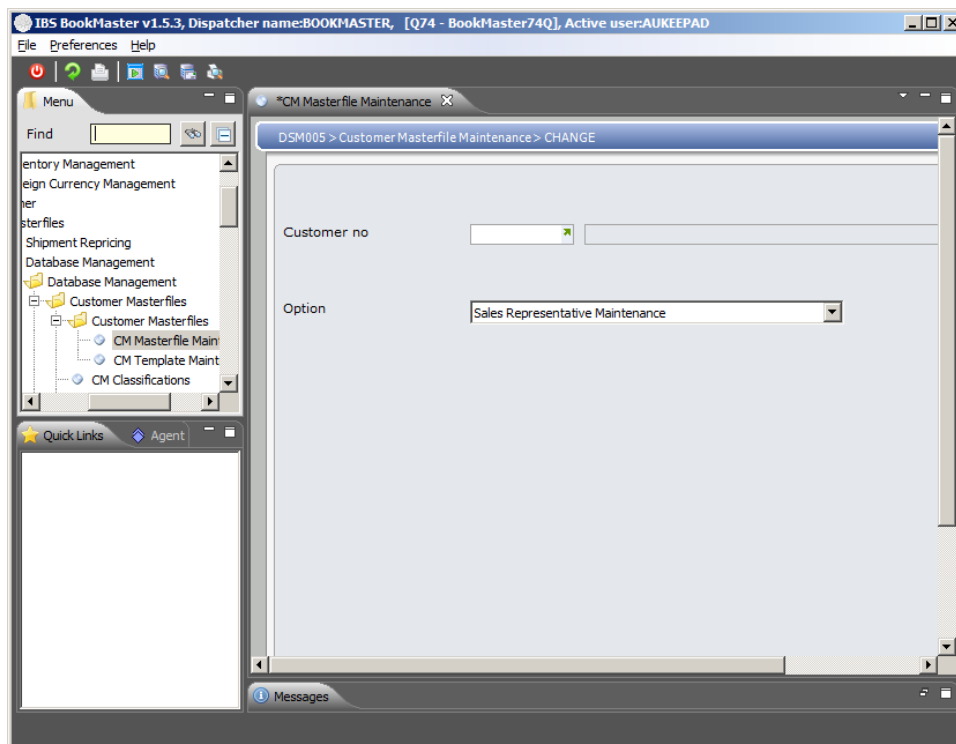 IBS BookMaster v1.5.3, Dispatcher name:BOOKMASTER, [Q74 - BookMaster74Q], Active user:AUKEEPAD
File Preferences Help
Menu
Find
entory Management
eign Currency Management
ner
sterfiles
Shipment Repricing
Database Management
Database Management
Customer Masterfiles
Customer Masterfiles
CM Masterfile Main
CM Template Maint
CM Classifications
Quick Links Agent
*CM Masterfile Maintenance
DSM005 > Customer Masterfile Maintenance > CHANGE
Customer no
Option Sales Representative Maintenance
Messages